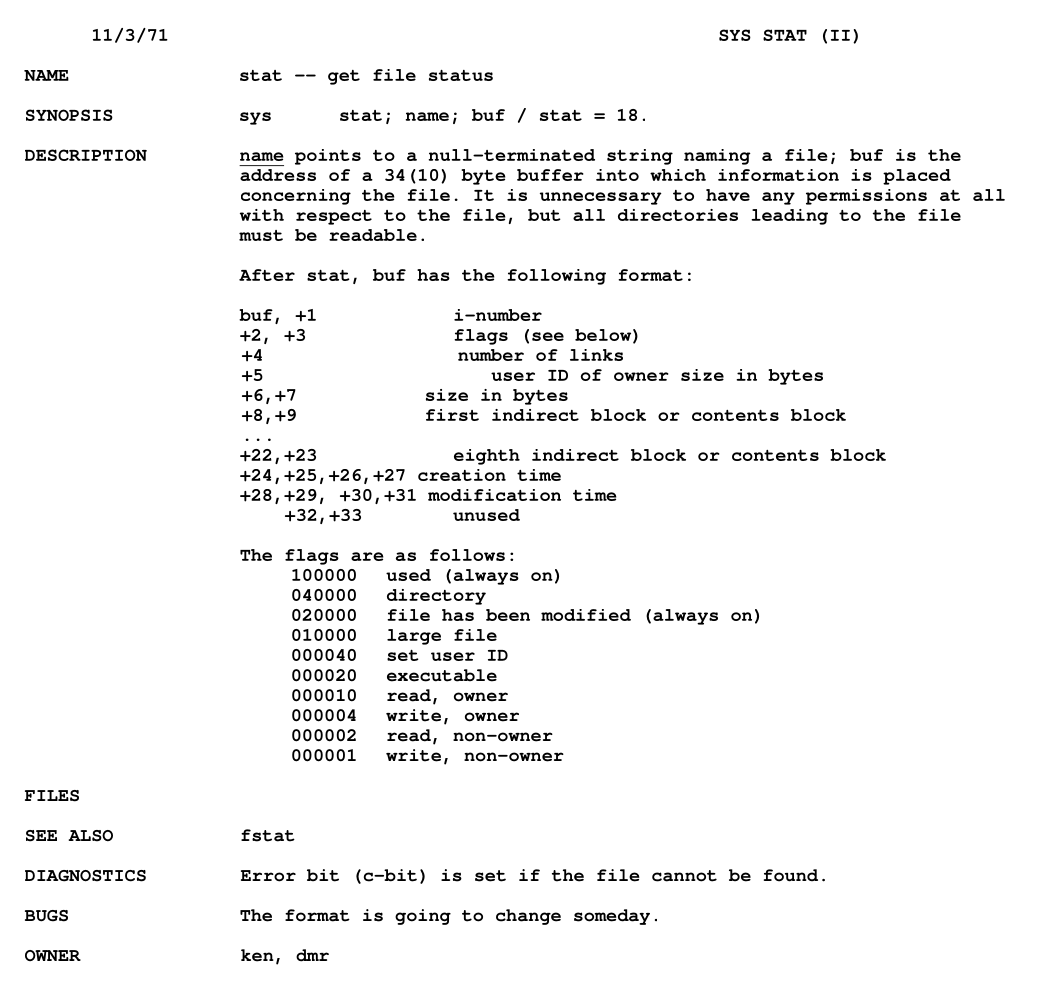 11/3/71 SYS STAT (II)
NAME stat -- get file status
SYNOPSIS sys stat; name; buf / stat = 18.
DESCRIPTION name points to a null-terminated string naming a file; buf is the
address of a 34(10) byte buffer into which information is placed
concerning the file. It is unnecessary to have any permissions at all
with respect to the file, but all directories leading to the file
must be readable.
After stat, buf has the following format:
buf, +1 i-number
+2, +3 flags (see below)
+4 number of links
+5 user ID of owner size in bytes
+6,+7 size in bytes
+8,+9 first indirect block or contents block
...
+22,+23 eighth indirect block or contents block
+24,+25,+26,+27 creation time
+28,+29, +30,+31 modification time
+32,+33 unused
The flags are as follows:
100000 used (always on)
040000 directory
020000 file has been modified (always on)
010000 large file
000040 set user ID
000020 executable
000010 read, owner
000004 write, owner
000002 read, non-owner
000001 write, non-owner
FILES
SEE ALSO fstat
DIAGNOSTICS Error bit (c-bit) is set if the file cannot be found.
BUGS The format is going to change someday.
OWNER ken, dmr